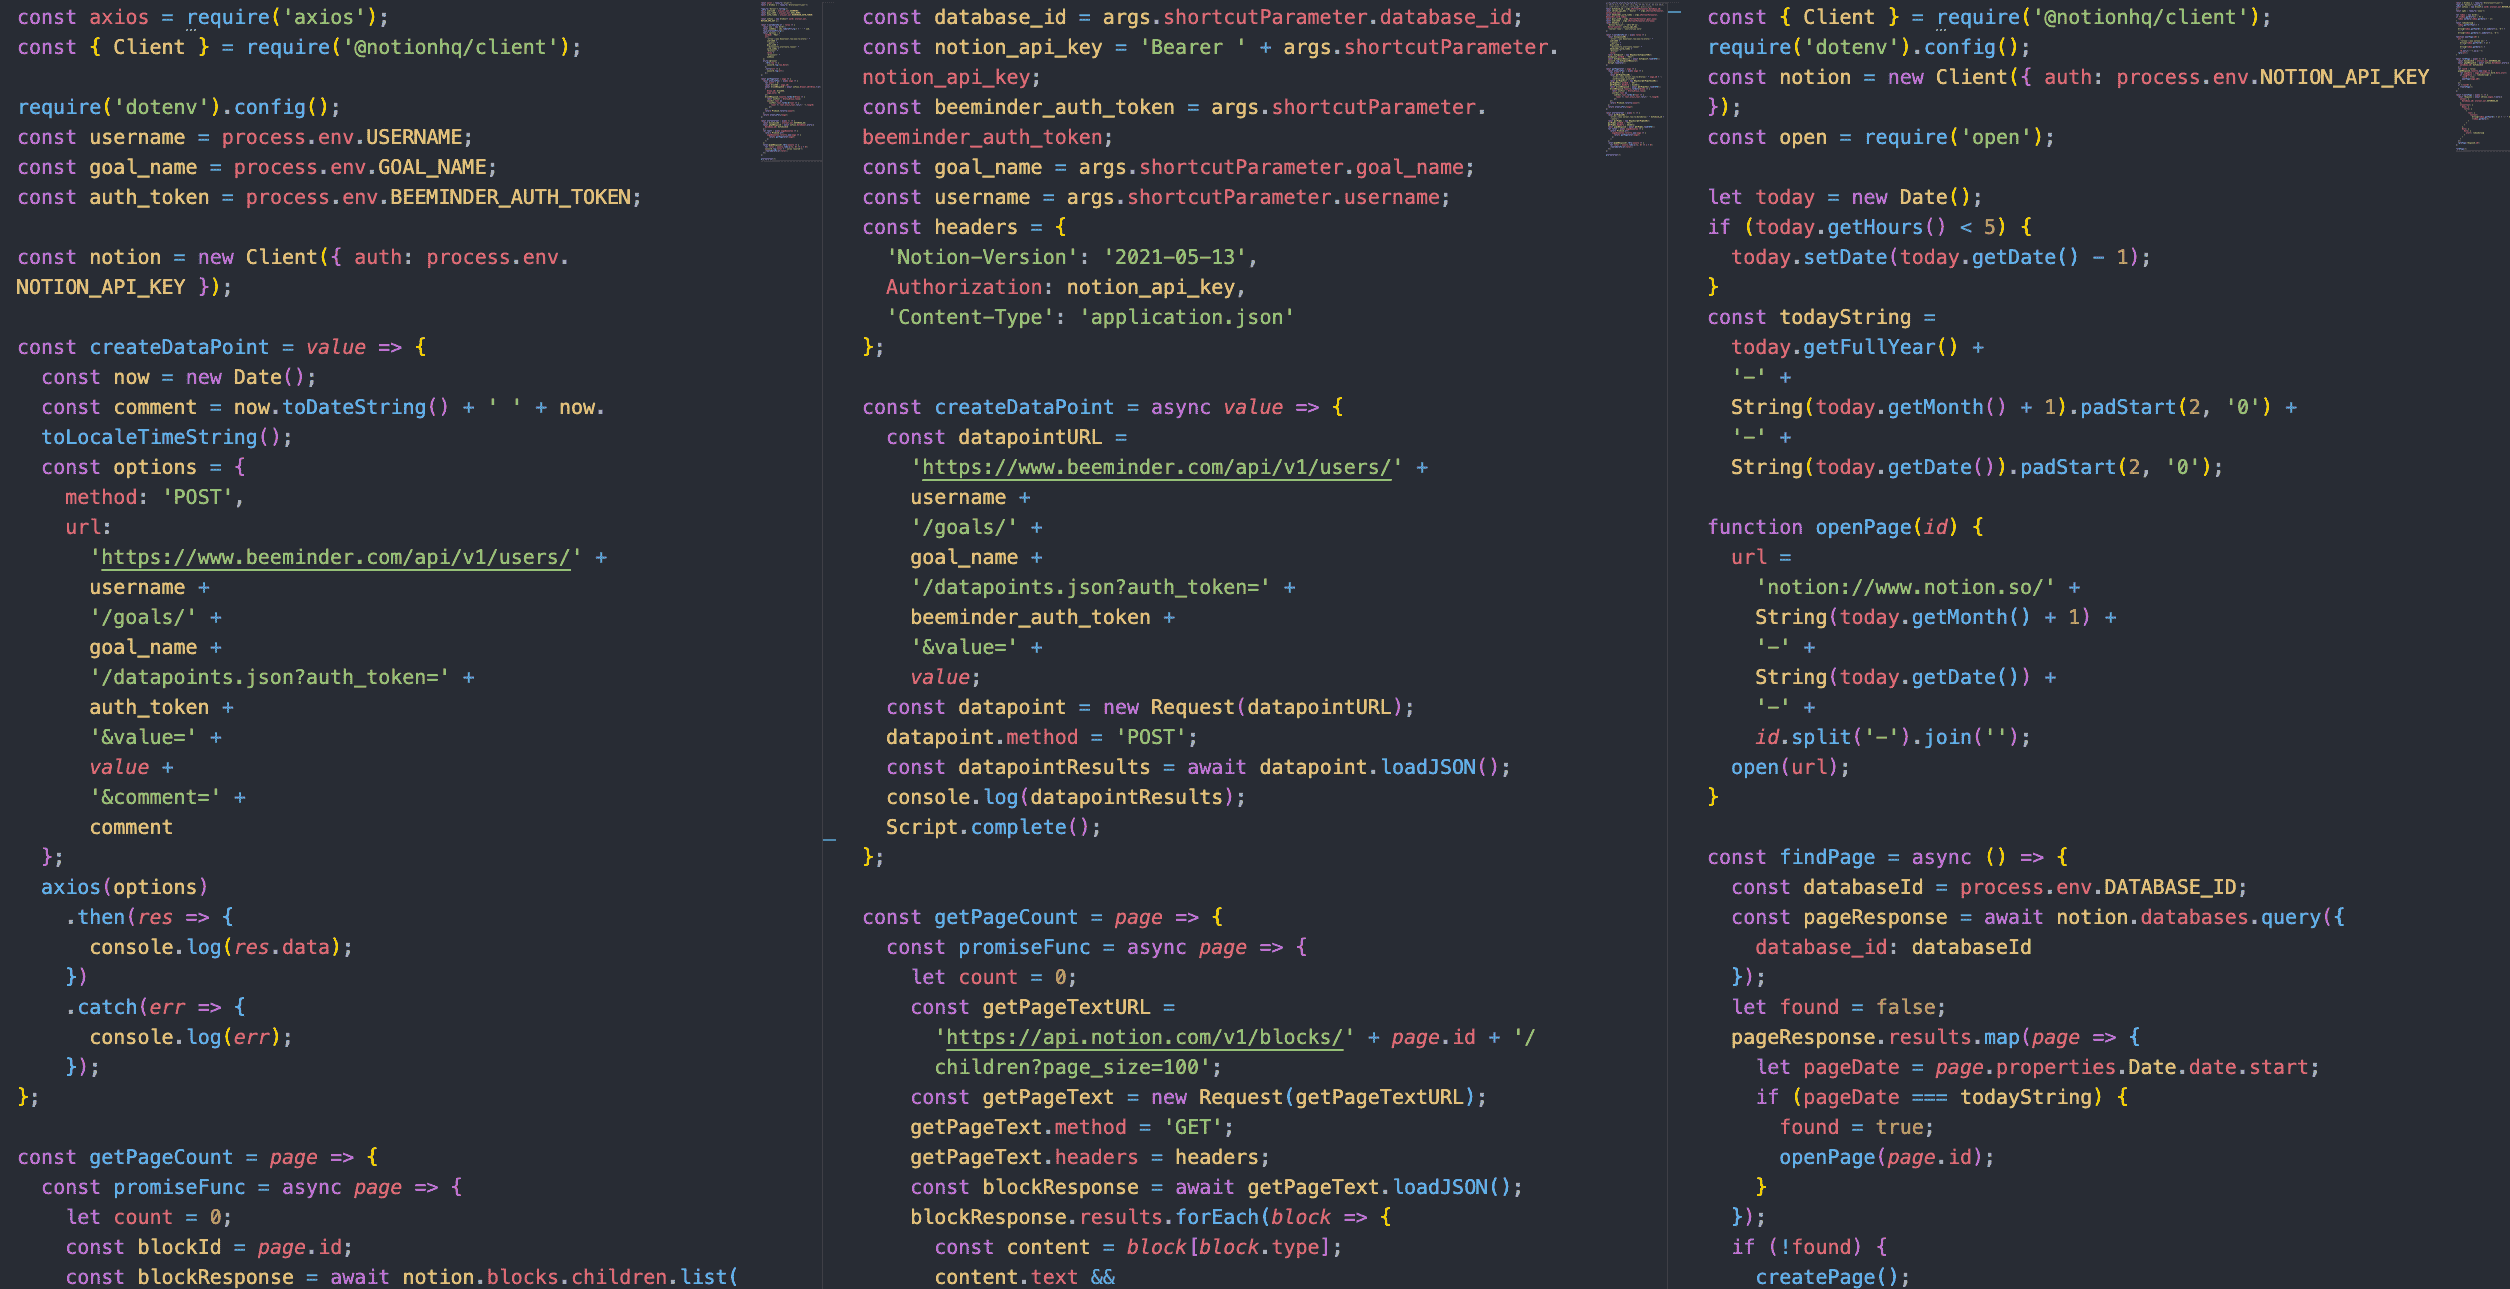 const axios = require('axios');
const { Client } = require('@notionhq/client');

require('dotenv').config();
const username = process.env.USERNAME;
const goal_name = process.env.GOAL_NAME;
const auth_token = process.env.BEEMINDER_AUTH_TOKEN;

const notion = new Client({ auth: process.env.
NOTION_API_KEY });

const createDataPoint = value => {
  const now = new Date();
  const comment = now.toDateString() + ' ' + now.
  toLocaleTimeString();
  const options = {
    method: 'POST',
    url:
      'https://www.beeminder.com/api/v1/users/' +
      username +
      '/goals/' +
      goal_name +
      '/datapoints.json?auth_token=' +
      auth_token +
      '&value=' +
      value +
      '&comment=' +
      comment
  };
  axios(options)
    .then(res => {
      console.log(res.data);
    })
    .catch(err => {
      console.log(err);
    });
};

const getPageCount = page => {
  const promiseFunc = async page => {
    let count = 0;
    const blockId = page.id;
    const blockResponse = await notion.blocks.children.list(

const database_id = args.shortcutParameter.database_id;
const notion_api_key = 'Bearer ' + args.shortcutParameter.
notion_api_key;
const beeminder_auth_token = args.shortcutParameter.
beeminder_auth_token;
const goal_name = args.shortcutParameter.goal_name;
const username = args.shortcutParameter.username;
const headers = {
  'Notion-Version': '2021-05-13',
  Authorization: notion_api_key,
  'Content-Type': 'application.json'
};

const createDataPoint = async value => {
  const datapointURL =
    'https://www.beeminder.com/api/v1/users/' +
    username +
    '/goals/' +
    goal_name +
    '/datapoints.json?auth_token=' +
    beeminder_auth_token +
    '&value=' +
    value;
  const datapoint = new Request(datapointURL);
  datapoint.method = 'POST';
  const datapointResults = await datapoint.loadJSON();
  console.log(datapointResults);
  Script.complete();
};

const getPageCount = page => {
  const promiseFunc = async page => {
    let count = 0;
    const getPageTextURL =
      'https://api.notion.com/v1/blocks/' + page.id + '/
      children?page_size=100';
    const getPageText = new Request(getPageTextURL);
    getPageText.method = 'GET';
    getPageText.headers = headers;
    const blockResponse = await getPageText.loadJSON();
    blockResponse.results.forEach(block => {
      const content = block[block.type];
      content.text &&

const { Client } = require('@notionhq/client');
require('dotenv').config();
const notion = new Client({ auth: process.env.NOTION_API_KEY
});
const open = require('open');

let today = new Date();
if (today.getHours() < 5) {
  today.setDate(today.getDate() - 1);
}
const todayString =
  today.getFullYear() +
  '-' +
  String(today.getMonth() + 1).padStart(2, '0') +
  '-' +
  String(today.getDate()).padStart(2, '0');

function openPage(id) {
  url =
    'notion://www.notion.so/' +
    String(today.getMonth() + 1) +
    '-' +
    String(today.getDate()) +
    '-' +
    id.split('-').join('');
  open(url);
}

const findPage = async () => {
  const databaseId = process.env.DATABASE_ID;
  const pageResponse = await notion.databases.query({
    database_id: databaseId
  });
  let found = false;
  pageResponse.results.map(page => {
    let pageDate = page.properties.Date.date.start;
    if (pageDate === todayString) {
      found = true;
      openPage(page.id);
    }
  });
  if (!found) {
    createPage();